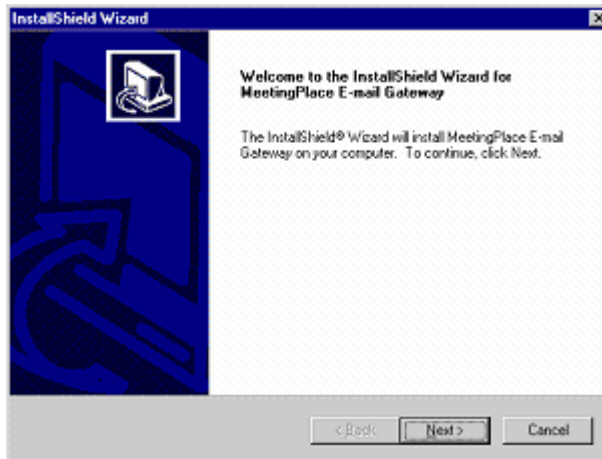 InstallShield Wizard
Welcome to the InstallShield Wizard for
MeetingPlace E-mail Gateway
The InstallShield® Wizard will install MeetingPlace E-mail
Gateway on your computer. To continue, click Next.
< Back
Next >
Cancel